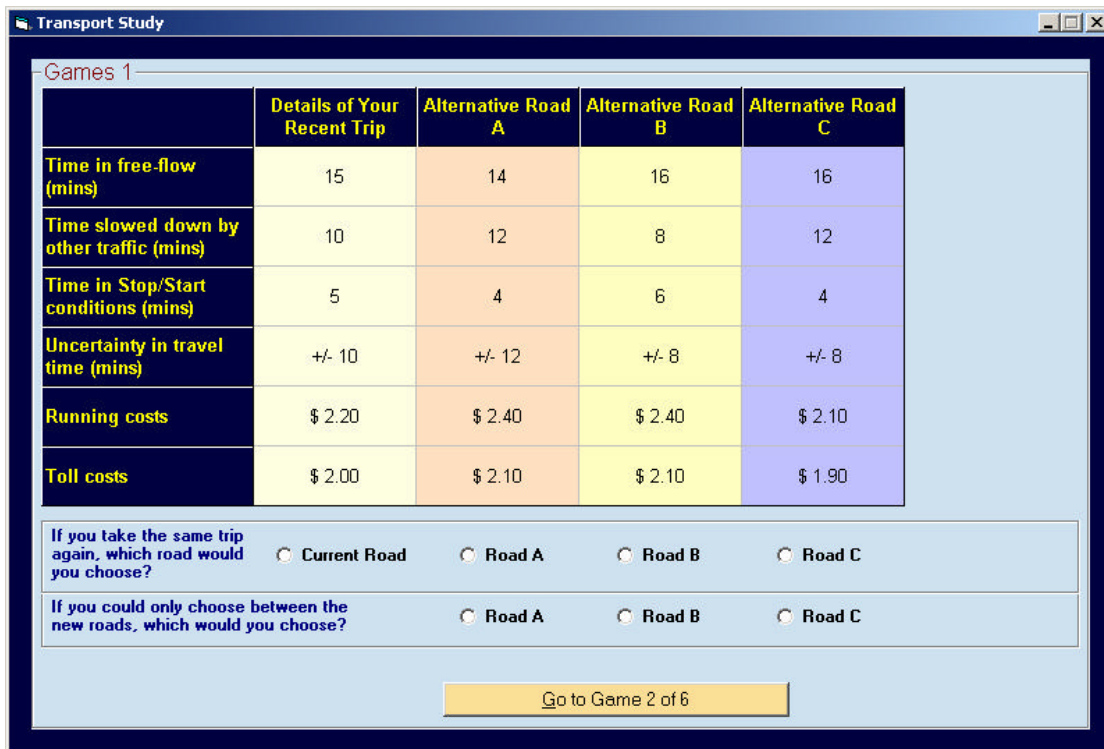 Transport Study
Games 1
Details of Your Recent Trip Alternative Road A Alternative Road B Alternative Road C
Time in free-flow (mins) 15 14 16 16
Time slowed down by other traffic (mins) 10 12 8 12
Time in Stop/Start conditions (mins) 5 4 6 4
Uncertainty in travel time (mins) +/- 10 +/- 12 +/- 8 +/- 8
Running costs $ 2.20 $ 2.40 $ 2.40 $ 2.10
Toll costs $ 2.00 $ 2.10 $ 2.10 $ 1.90
If you take the same trip again, which road would you choose? Current Road Road A Road B Road C
If you could only choose between the new roads, which would you choose? Road A Road B Road C
Go to Game 2 of 6